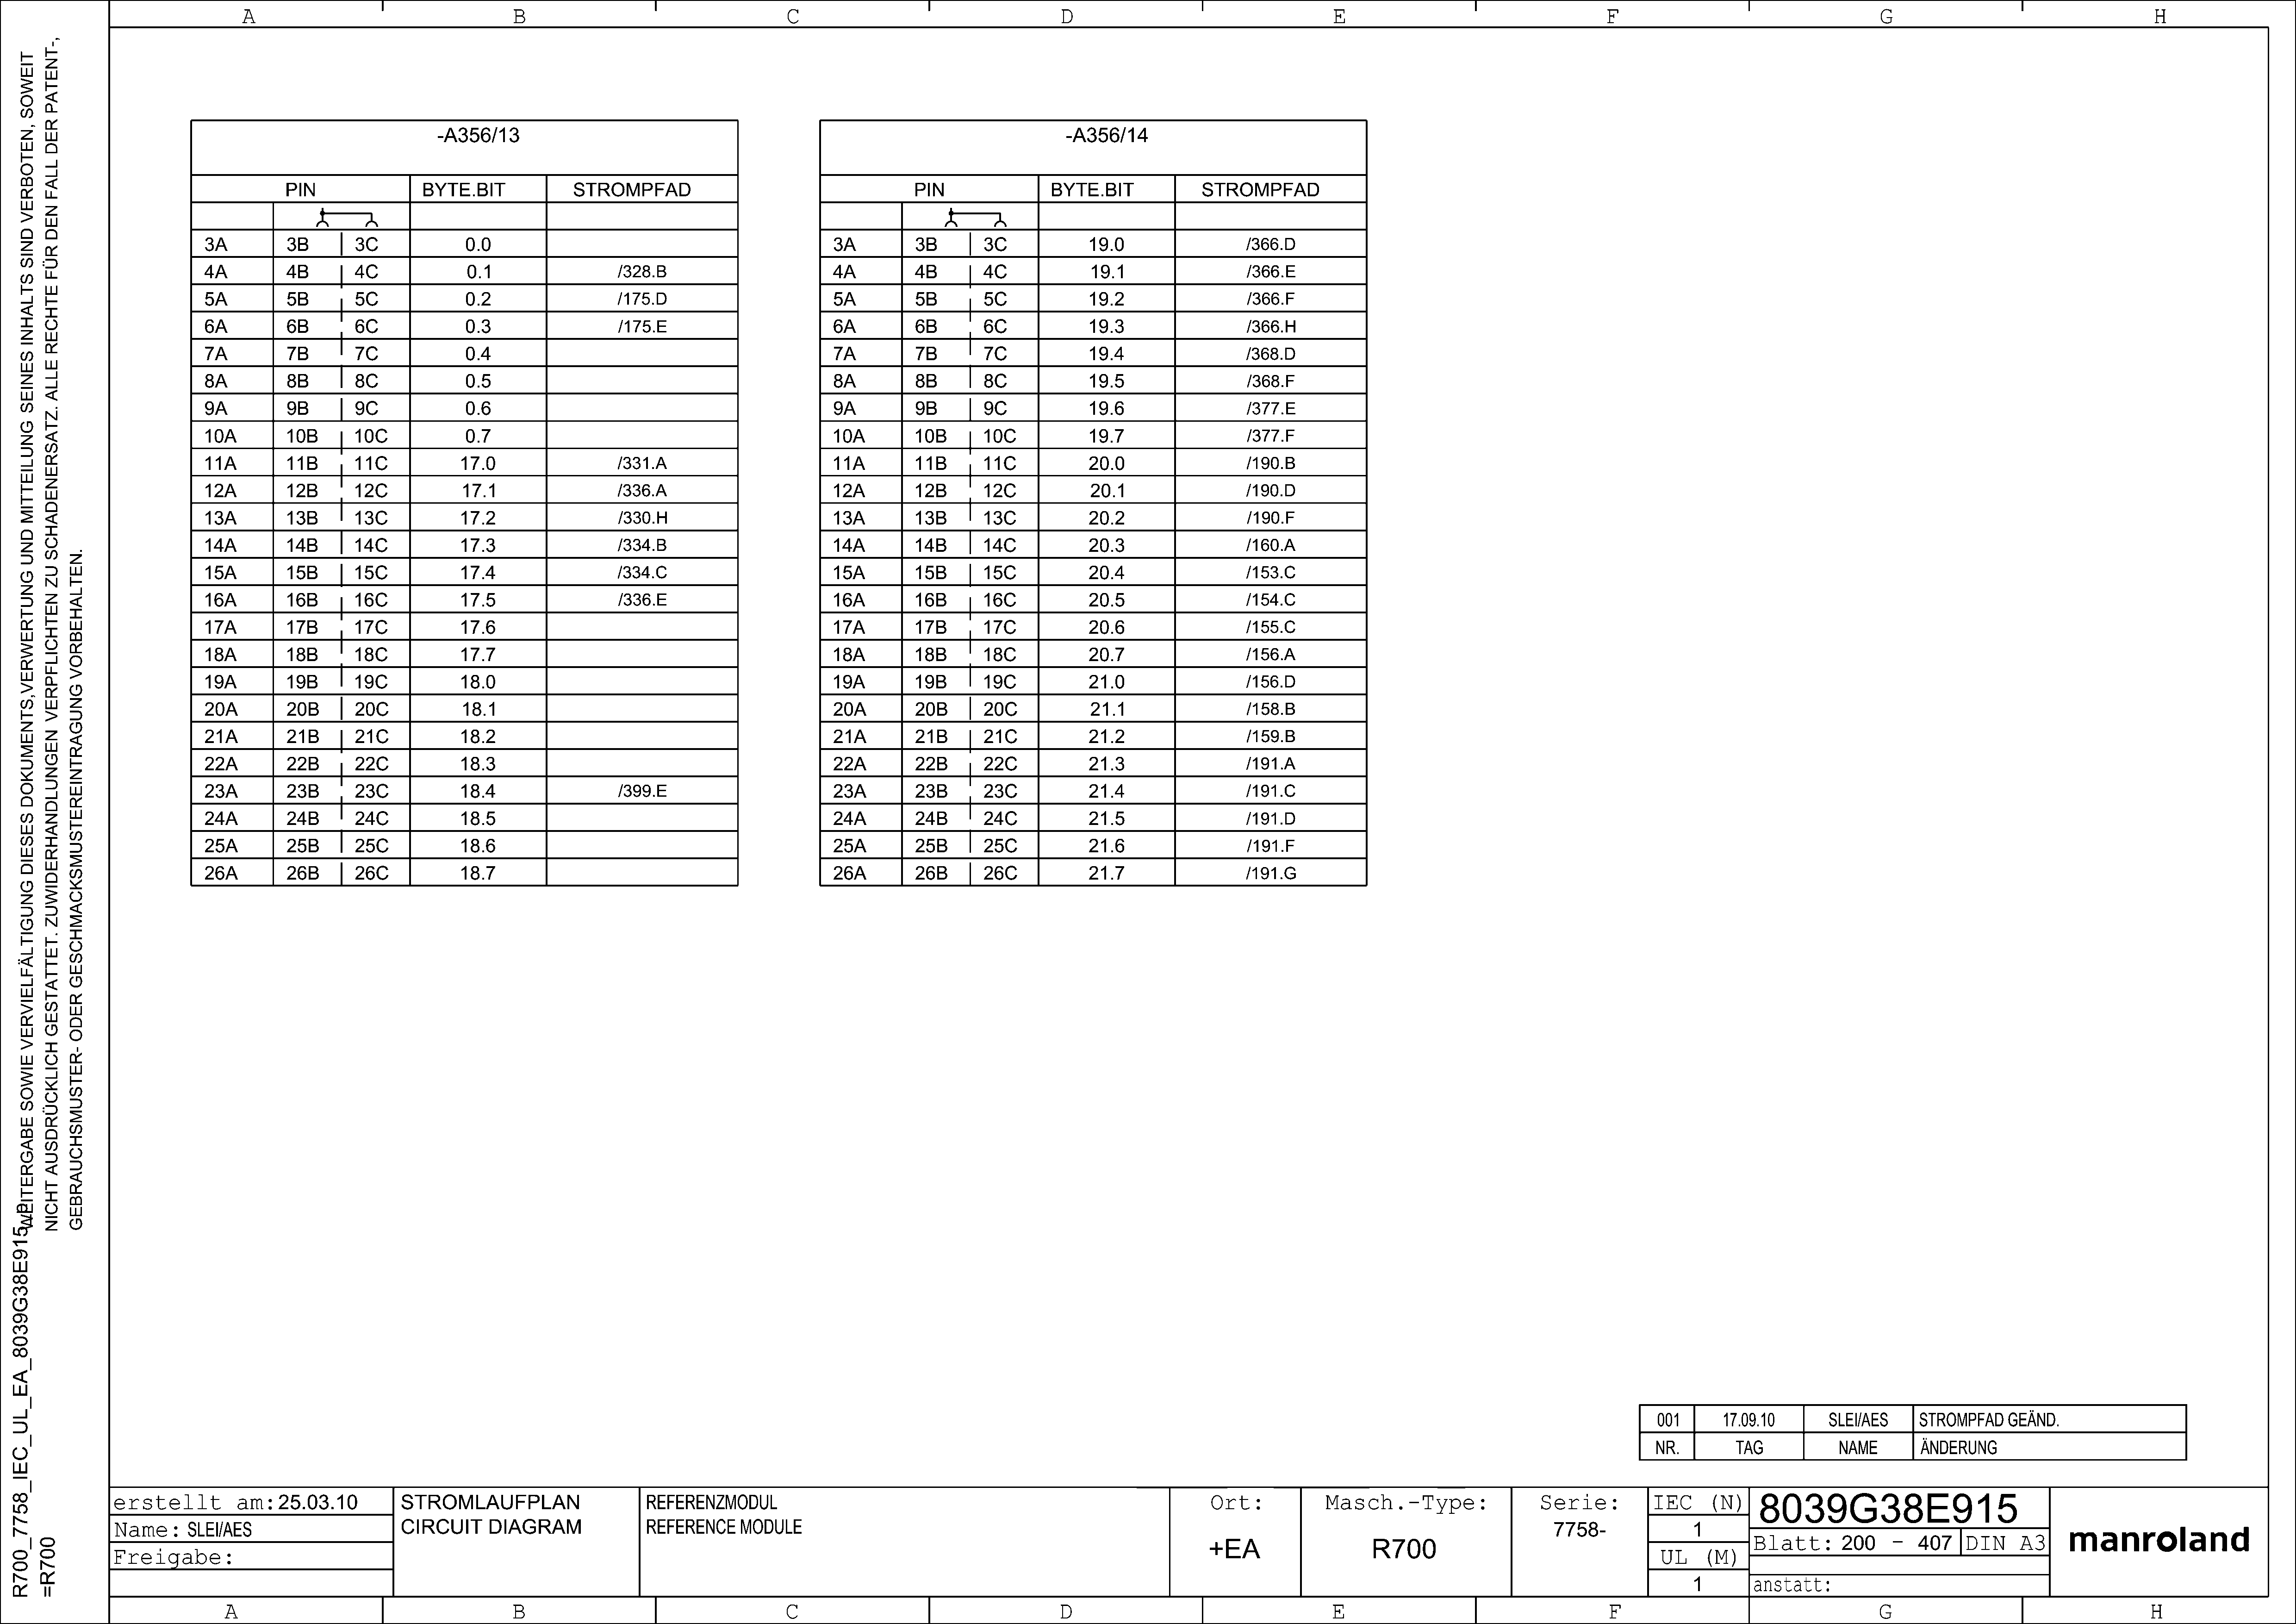 A B C D E F G H
WEITERGABE SOWIE VERVIELFÄLTIGUNG DIESES DOKUMENTS,VERWERTUNG UND MITTEILUNG SEINES INHALTS SIND VERBOTEN, SOWEIT
NICHT AUSDRÜCKLICH GESTATTET. ZUWIDERHANDLUNGEN VERPFLICHTEN ZU SCHADENERSATZ. ALLE RECHTE FÜR DEN FALL DER PATENT-,
GEBRAUCHSMUSTER- ODER GESCHMACKSMUSTEREINTRAGUNG VORBEHALTEN.
-A356/13
PIN BYTE.BIT STROMPFAD
3A 3B 3C 0.0
4A 4B 4C 0.1 /328.B
5A 5B 5C 0.2 /175.D
6A 6B 6C 0.3 /175.E
7A 7B 7C 0.4
8A 8B 8C 0.5
9A 9B 9C 0.6
10A 10B 10C 0.7
11A 11B 11C 17.0 /331.A
12A 12B 12C 17.1 /336.A
13A 13B 13C 17.2 /330.H
14A 14B 14C 17.3 /334.B
15A 15B 15C 17.4 /334.C
16A 16B 16C 17.5 /336.E
17A 17B 17C 17.6
18A 18B 18C 17.7
19A 19B 19C 18.0
20A 20B 20C 18.1
21A 21B 21C 18.2
22A 22B 22C 18.3
23A 23B 23C 18.4 /399.E
24A 24B 24C 18.5
25A 25B 25C 18.6
26A 26B 26C 18.7
-A356/14
PIN BYTE.BIT STROMPFAD
3A 3B 3C 19.0 /366.D
4A 4B 4C 19.1 /366.E
5A 5B 5C 19.2 /366.F
6A 6B 6C 19.3 /366.H
7A 7B 7C 19.4 /368.D
8A 8B 8C 19.5 /368.F
9A 9B 9C 19.6 /377.E
10A 10B 10C 19.7 /377.F
11A 11B 11C 20.0 /190.B
12A 12B 12C 20.1 /190.D
13A 13B 13C 20.2 /190.F
14A 14B 14C 20.3 /160.A
15A 15B 15C 20.4 /153.C
16A 16B 16C 20.5 /154.C
17A 17B 17C 20.6 /155.C
18A 18B 18C 20.7 /156.A
19A 19B 19C 21.0 /156.D
20A 20B 20C 21.1 /158.B
21A 21B 21C 21.2 /159.B
22A 22B 22C 21.3 /191.A
23A 23B 23C 21.4 /191.C
24A 24B 24C 21.5 /191.D
25A 25B 25C 21.6 /191.F
26A 26B 26C 21.7 /191.G
001 17.09.10 SLEI/AES STROMPFAD GEÄND.
NR. TAG NAME ÄNDERUNG
=R700
erstellt am: 25.03.10
Name: SLEI/AES
Freigabe:
STROMLAUFPLAN
CIRCUIT DIAGRAM
REFERENZMODUL
REFERENCE MODULE
Ort:
+EA
Masch.-Type:
R700
Serie:
7758-
IEC (N)
1
UL (M)
1
8039G38E915
Blatt: 200 - 407 DIN A3
anstatt:
manroland
A B C D E F G H